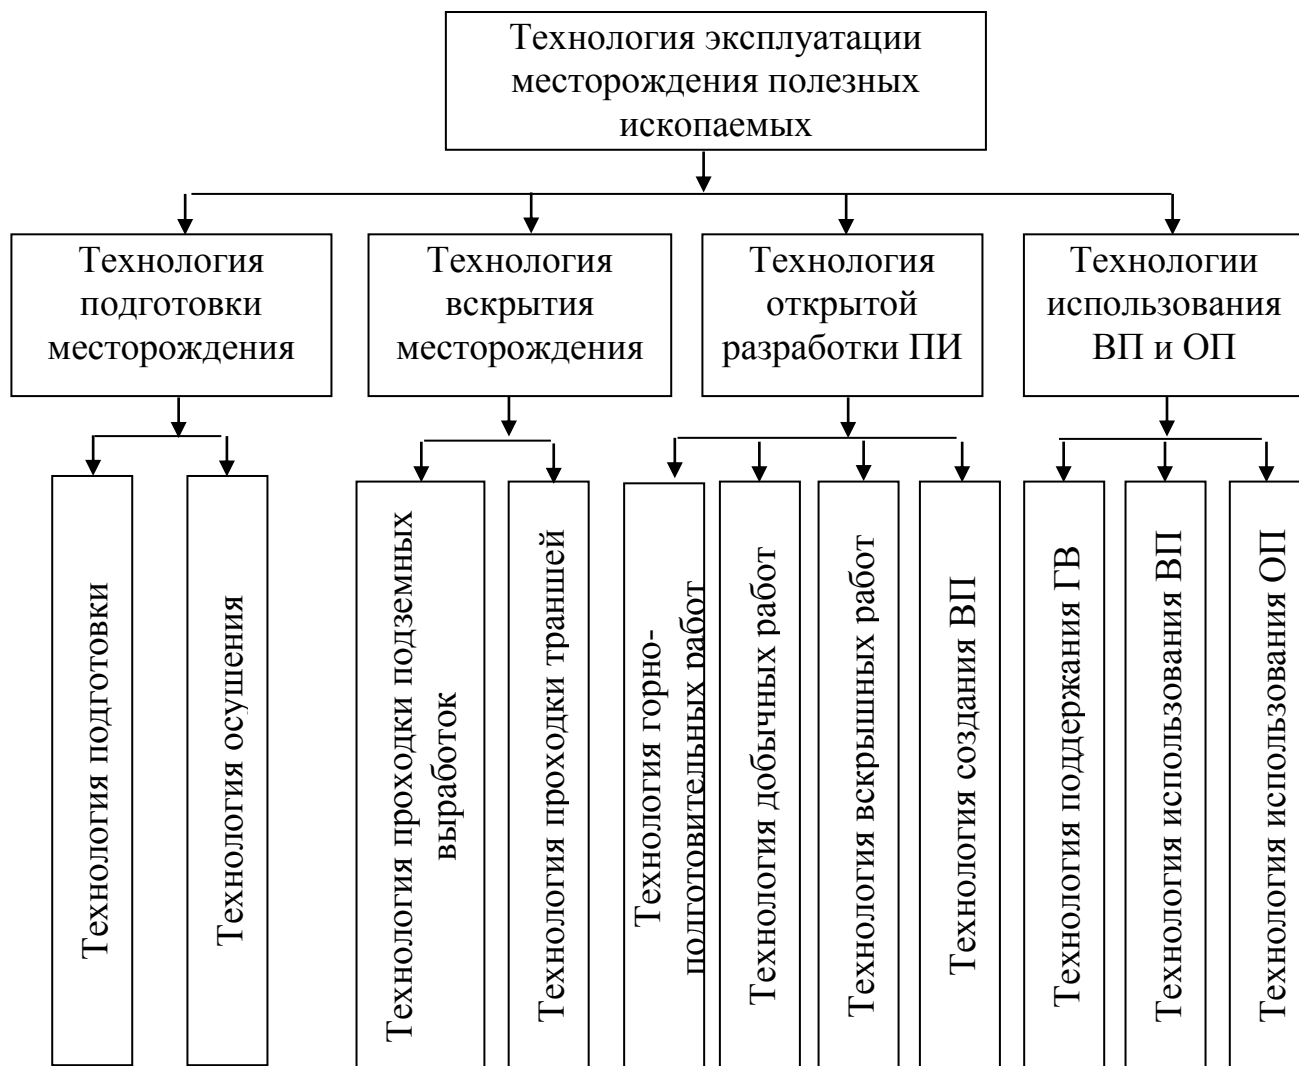 Технология эксплуатации
месторождения полезных
ископаемых
Технология
подготовки
месторождения
Технология
вскрытия
месторождения
Технология
открытой
разработки ПИ
Технологии
использования
ВП и ОП
Технология подготовки
Технология осушения
Технология проходки подземных
выработок
Технология проходки траншей
Технология горно-
подготовительных работ
Технология добычных работ
Технология вскрышных работ
Технология создания ВП
Технология поддержания ГВ
Технология использования ВП
Технология использования ОП